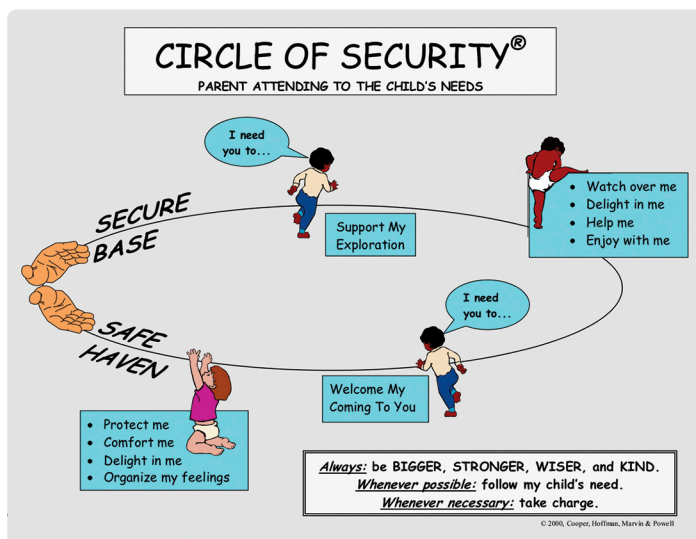 CIRCLE OF SECURITY®
PARENT ATTENDING TO THE CHILD'S NEEDS
I need
you to...
SECURE
BASE
Support My
Exploration
• Watch over me
• Delight in me
• Help me
• Enjoy with me
I need
you to...
SAFE
HAVEN
Welcome My
Coming To You
• Protect me
• Comfort me
• Delight in me
• Organize my feelings
Always: be BIGGER, STRONGER, WISER, and KIND.
Whenever possible: follow my child's need.
Whenever necessary: take charge.
© 2000, Cooper, Hoffman, Marvin & Powell